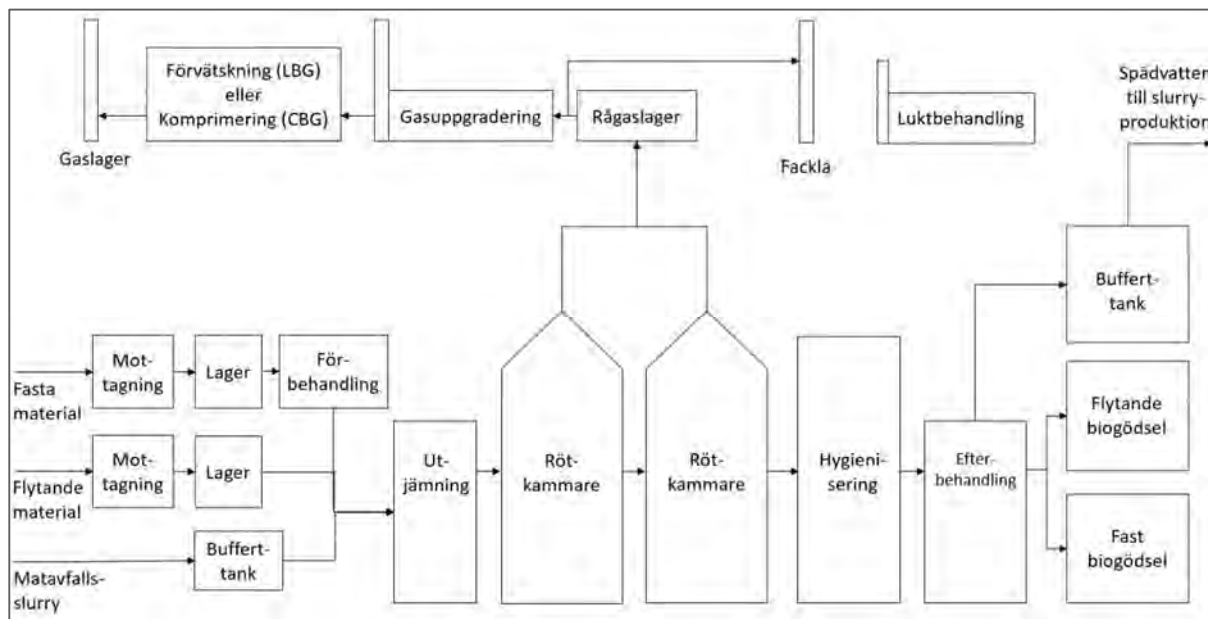 Förvätskning (LBG)
eller
Komprimering (CBG)
Gaslager
Gasuppgradering
Rågaslager
Fackla
Luktbehandling
Spädvatten
till slurry-
produktion
Buffert-
tank
Mot-
tagning
Lager
För-
behandling
Fasta
material
Mot-
tagning
Lager
Flytande
material
Buffert-
tank
Matavfalls-
slurry
Ut-
jämning
Röt-
kammare
Röt-
kammare
Hygieni-
sering
Efter-
behandling
Flytande
biogödsel
Fast
biogödsel